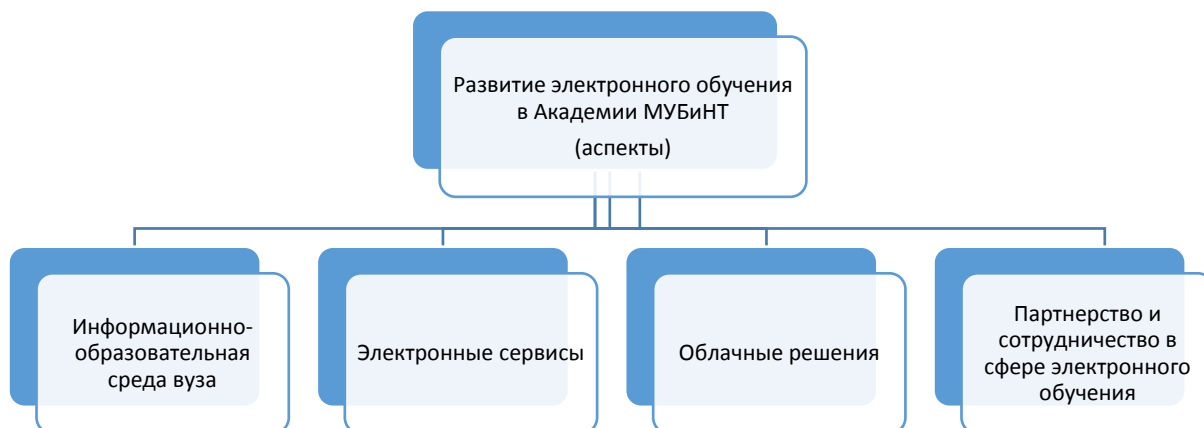 Развитие электронного обучения
в Академии МУБиНТ
(аспекты)
Информационно-
образовательная
среда вуза
Электронные сервисы
Облачные решения
Партнерство и
сотрудничество в
сфере электронного
обучения